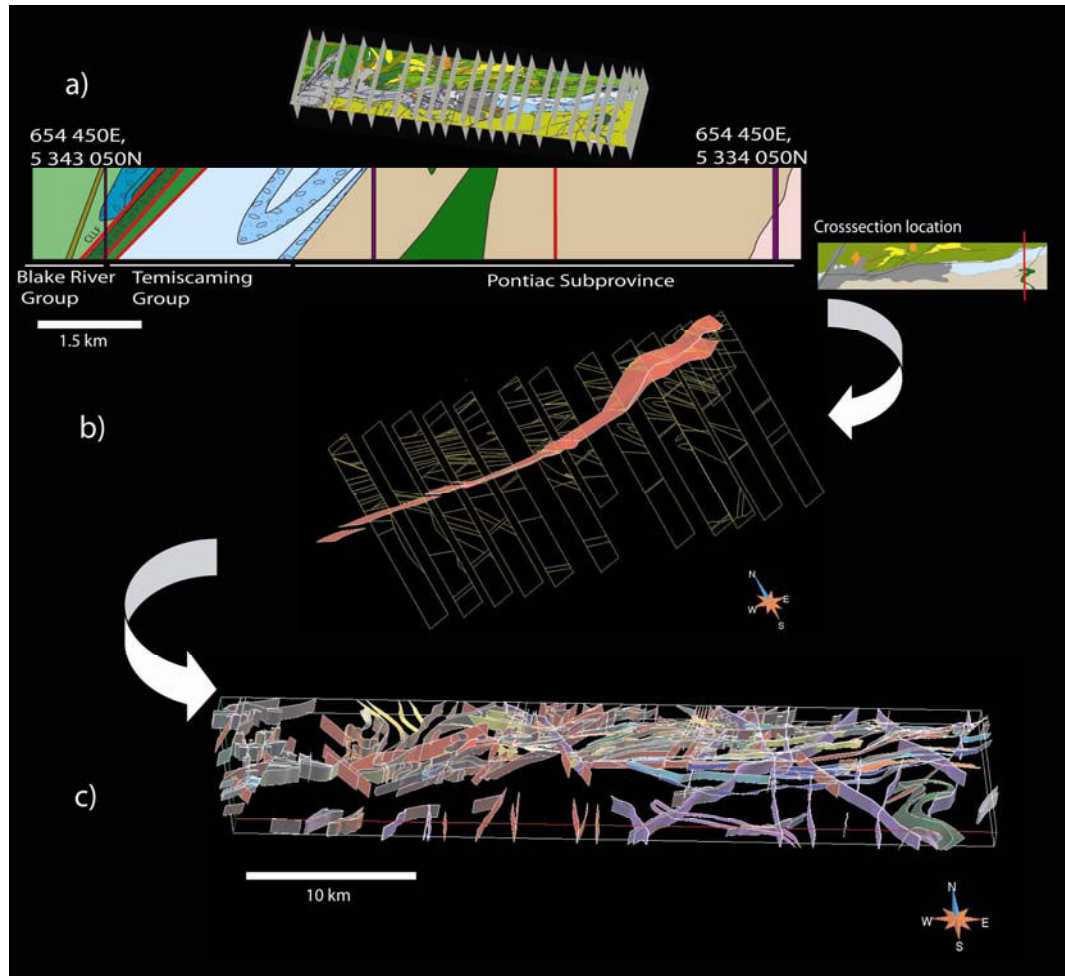 a)
654 450E,
5 343 050N
654 450E,
5 334 050N
CLLF
Crosssection location
Blake River
Group
Temiscaming
Group
Pontiac Subprovince
1.5 km
b)
N
W
E
S
c)
10 km
N
W
E
S